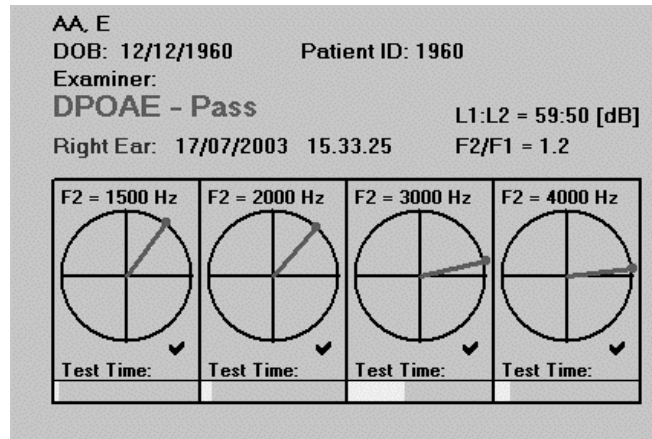 AA, E
DOB: 12/12/1960 Patient ID: 1960
Examiner:
DPOAE - Pass
L1:L2 = 59:50 [dB]
Right Ear: 17/07/2003 15.33.25 F2/F1 = 1.2
F2 = 1500 Hz F2 = 2000 Hz F2 = 3000 Hz F2 = 4000 Hz
Test Time: Test Time: Test Time: Test Time: